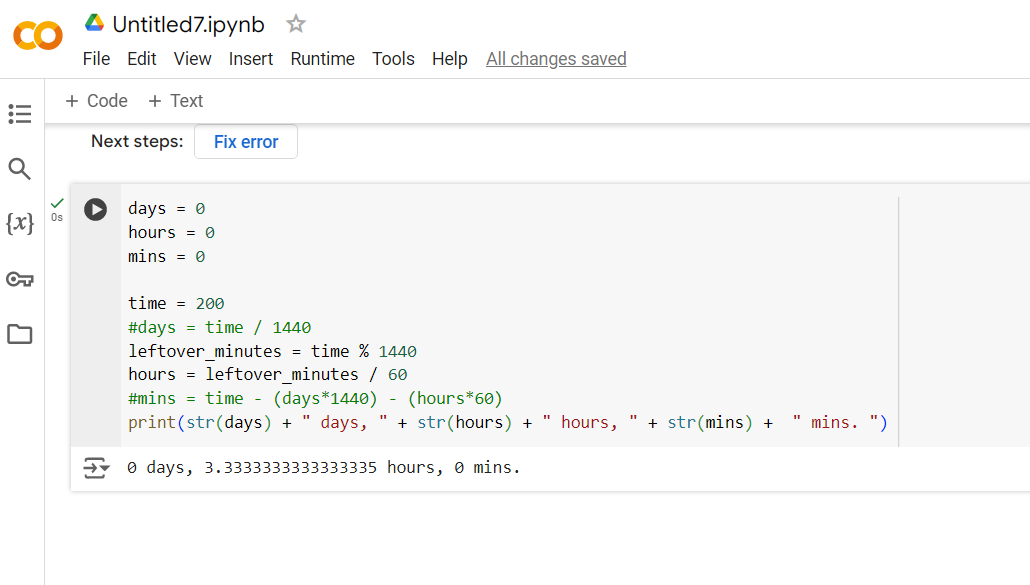 Untitled7.ipynb
File Edit View Insert Runtime Tools Help All changes saved
+ Code + Text
Next steps: Fix error
{x}
0s
days = 0
hours = 0
mins = 0
time = 200
#days = time / 1440
leftover_minutes = time % 1440
hours = leftover_minutes / 60
#mins = time - (days*1440) - (hours*60)
print(str(days) + " days, " + str(hours) + " hours, " + str(mins) +  " mins. ")
0 days, 3.3333333333333335 hours, 0 mins.